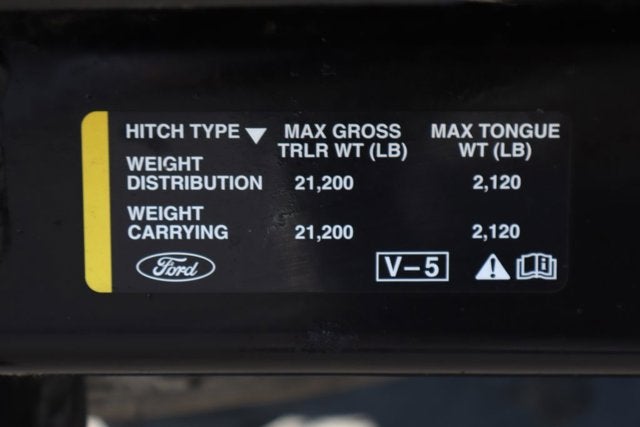 HITCH TYPE MAX GROSS MAX TONGUE
TRLR WT (LB) WT (LB)
WEIGHT
DISTRIBUTION 21,200 2,120
WEIGHT
CARRYING 21,200 2,120
Ford V-5